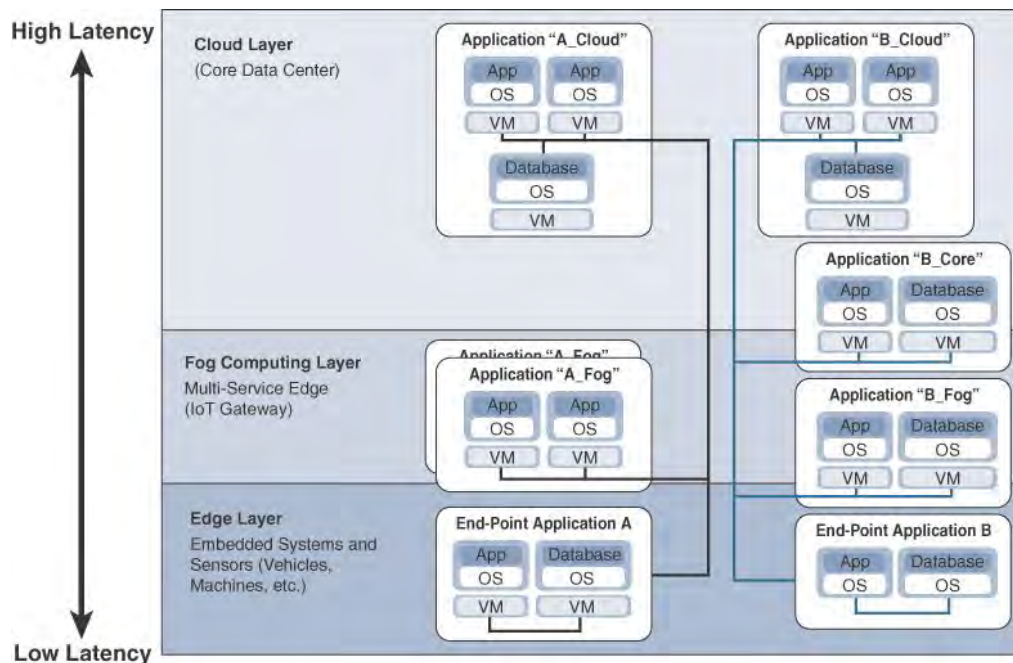 High Latency
Cloud Layer
(Core Data Center)
Application “A_Cloud”
App App
OS OS
VM VM
Database
OS
VM
Application “B_Cloud”
App App
OS OS
VM VM
Database
OS
VM
Application “B_Core”
App Database
OS OS
VM VM
Fog Computing Layer
Multi-Service Edge
(IoT Gateway)
Application “A_Fog”
Application “A_Fog”
App App
OS OS
VM VM
Application “B_Fog”
App Database
OS OS
VM VM
Edge Layer
Embedded Systems and
Sensors (Vehicles,
Machines, etc.)
End-Point Application A
App Database
OS OS
VM VM
End-Point Application B
App Database
OS OS
Low Latency